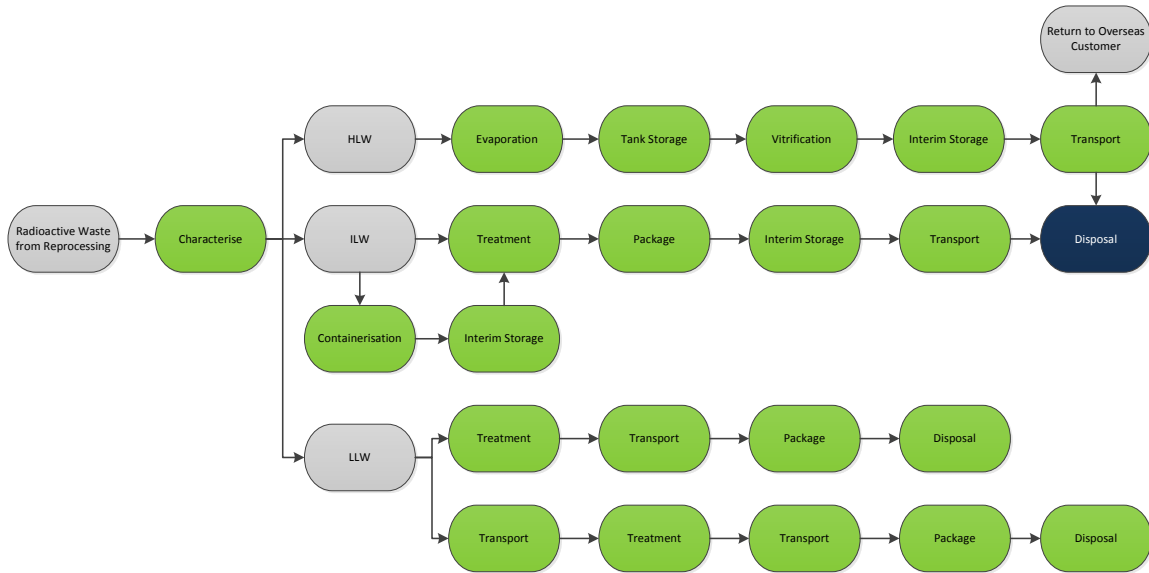 Return to Overseas
Customer
HLW
Evaporation
Tank Storage
Vitrification
Interim Storage
Transport
Radioactive Waste
from Reprocessing
Characterise
ILW
Treatment
Package
Interim Storage
Transport
Disposal
Containerisation
Interim Storage
LLW
Treatment
Transport
Package
Disposal
Transport
Treatment
Transport
Package
Disposal